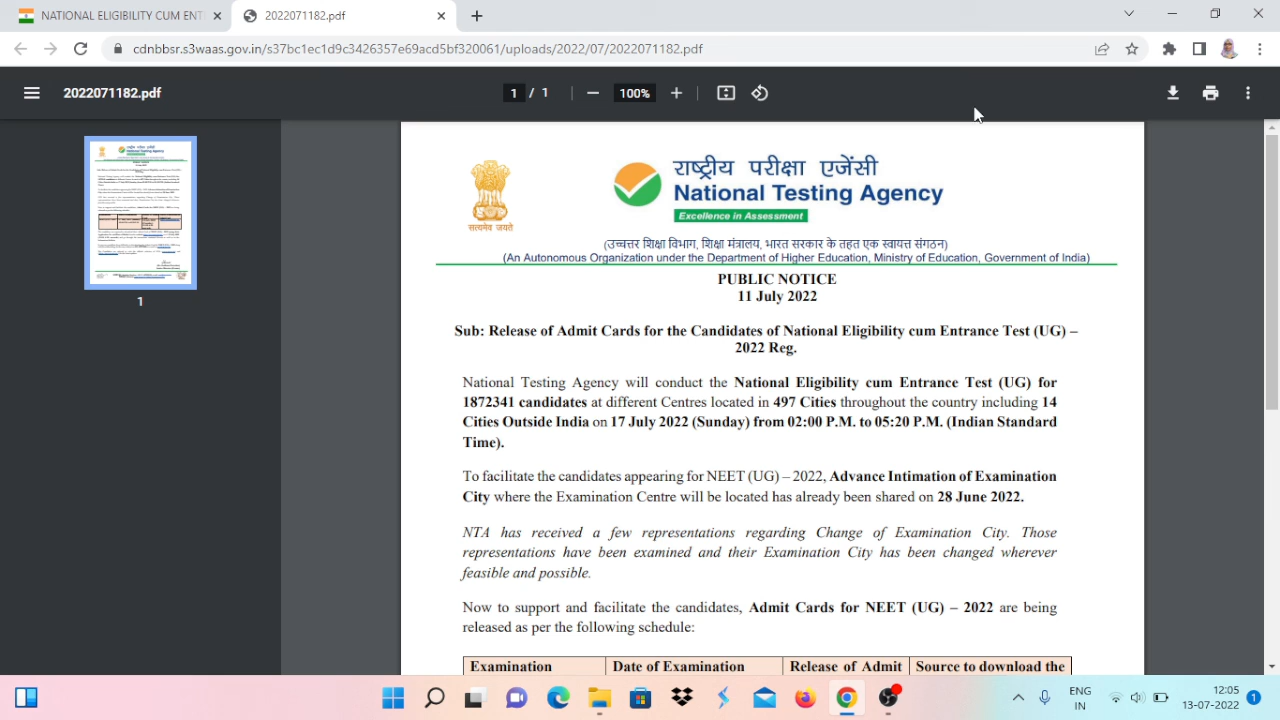 NATIONAL ELIGIBILITY CUM ENT
2022071182.pdf
cdnbbsr.s3waas.gov.in/s37bc1ec1d9c3426357e69acd5bf320061/uploads/2022/07/2022071182.pdf
2022071182.pdf
1 / 1
100%
1
सत्यमेव जयते
राष्ट्रीय परीक्षा एजेंसी
National Testing Agency
Excellence in Assessment
(उच्चत्तर शिक्षा विभाग, शिक्षा मंत्रालय, भारत सरकार के तहत एक स्वायत्त संगठन)
(An Autonomous Organization under the Department of Higher Education, Ministry of Education, Government of India)
PUBLIC NOTICE
11 July 2022
Sub: Release of Admit Cards for the Candidates of National Eligibility cum Entrance Test (UG) –
2022 Reg.
National Testing Agency will conduct the National Eligibility cum Entrance Test (UG) for
1872341 candidates at different Centres located in 497 Cities throughout the country including 14
Cities Outside India on 17 July 2022 (Sunday) from 02:00 P.M. to 05:20 P.M. (Indian Standard
Time).
To facilitate the candidates appearing for NEET (UG) – 2022, Advance Intimation of Examination
City where the Examination Centre will be located has already been shared on 28 June 2022.
NTA has received a few representations regarding Change of Examination City. Those
representations have been examined and their Examination City has been changed wherever
feasible and possible.
Now to support and facilitate the candidates, Admit Cards for NEET (UG) – 2022 are being
released as per the following schedule:
Examination Date of Examination Release of Admit Source to download the
ENG
IN
12:05
13-07-2022
1